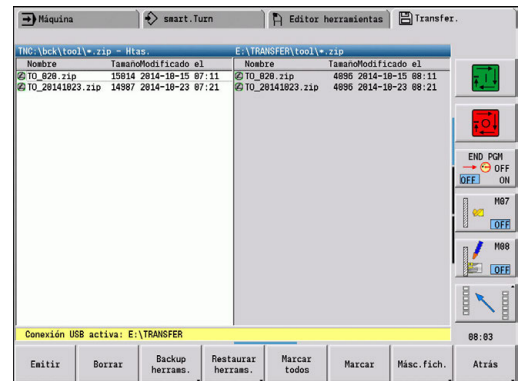 Máquina
smart.Turn
Editor herramientas
Transfer.
TNC:\bck\tool\*.zip - Htas.
E:\TRANSFER\tool\*.zip
Nombre TamañoModificado el
Nombre TamañoModificado el
TO_020.zip 15014 2014-10-15 07:11
TO_20141023.zip 14987 2014-10-23 07:21
TO_020.zip 4096 2014-10-15 08:11
TO_20141023.zip 4096 2014-10-23 08:21
END PGM
OFF
OFF ON
M07
OFF
M08
OFF
Conexión USB activa: E:\TRANSFER
08:03
Emitir
Borrar
Backup
herrams.
Restaurar
herrams.
Marcar
todos
Marcar
Másc.fich.
Atrás